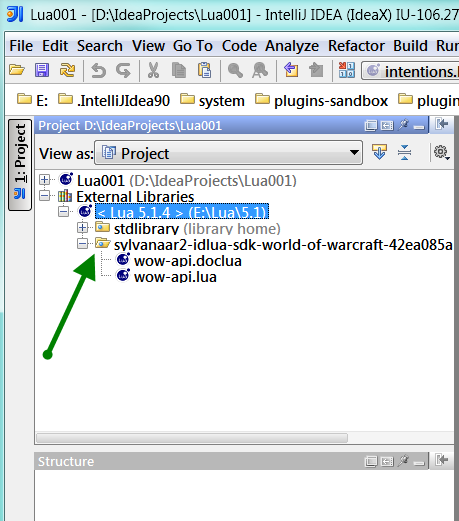 Lua001 - [D:\IdeaProjects\Lua001] - IntelliJ IDEA (IdeaX) IU-106.27
File Edit Search View Go To Code Analyze Refactor Build Run
intentions.
E: .IntelliJIdea90 system plugins-sandbox plugin
1: Project
Project D:\IdeaProjects\Lua001
View as: Project
Lua001 (D:\IdeaProjects\Lua001)
External Libraries
< Lua 5.1.4 > (E:\Lua\5.1)
stdlibrary (library home)
sylvanaar2-idlua-sdk-world-of-warcraft-42ea085a
wow-api.doclua
wow-api.lua
Structure